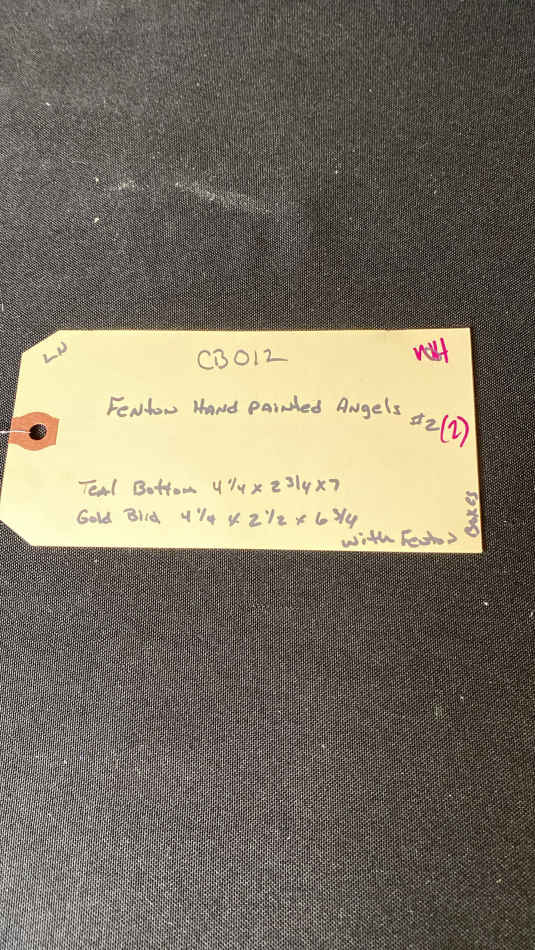 LN
CB012
WH
Fenton Hand Painted Angels #2 (2)
Teal Bottom 4 1/4 x 2 3/4 x 7
Gold Bird 4 1/4 x 2 1/2 x 6 3/4
with Fenton Boxes